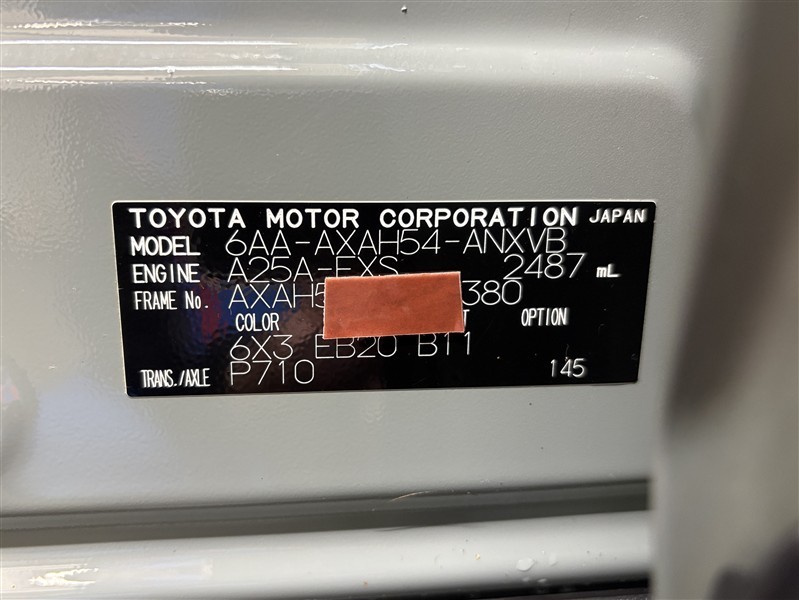 TOYOTA MOTOR CORPORATION JAPAN
MODEL 6AA-AXAH54-ANXVB
ENGINE A25A-FXS 2487 mL
FRAME No. AXAH5 380
COLOR OPTION
6X3 EB20 B11
TRANS./AXLE P710 145